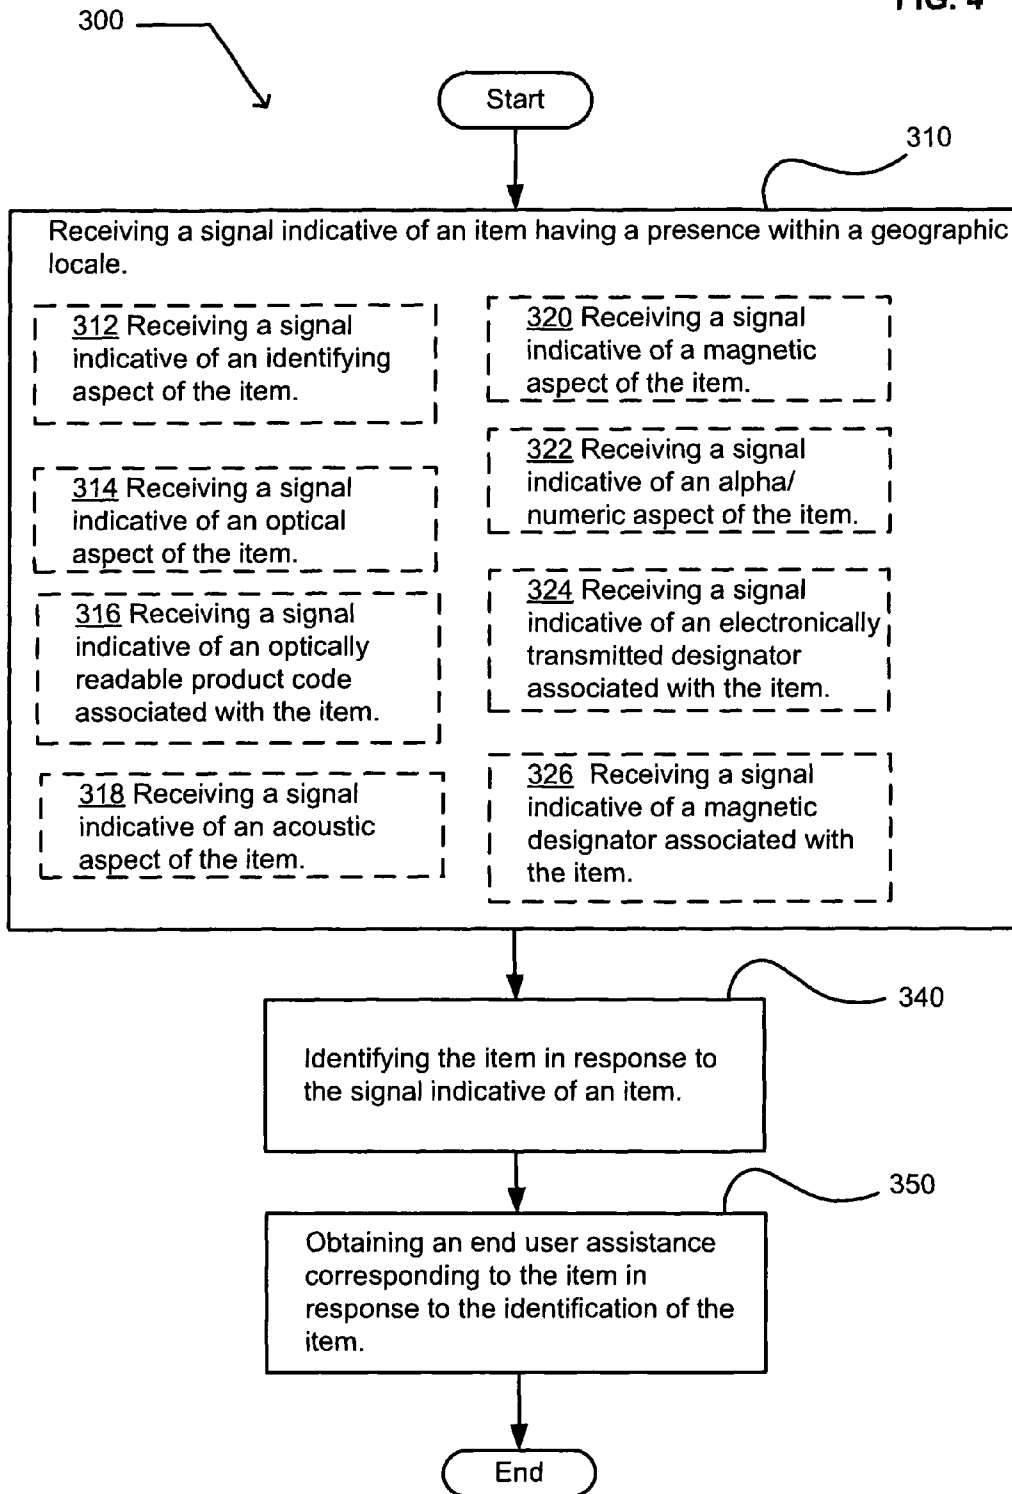 FIG. 4
300
Start
310
Receiving a signal indicative of an item having a presence within a geographic
locale.
312 Receiving a signal
indicative of an identifying
aspect of the item.
314 Receiving a signal
indicative of an optical
aspect of the item.
316 Receiving a signal
indicative of an optically
readable product code
associated with the item.
318 Receiving a signal
indicative of an acoustic
aspect of the item.
320 Receiving a signal
indicative of a magnetic
aspect of the item.
322 Receiving a signal
indicative of an alpha/
numeric aspect of the item.
324 Receiving a signal
indicative of an electronically
transmitted designator
associated with the item.
326 Receiving a signal
indicative of a magnetic
designator associated with
the item.
340
Identifying the item in response to
the signal indicative of an item.
350
Obtaining an end user assistance
corresponding to the item in
response to the identification of the
item.
End